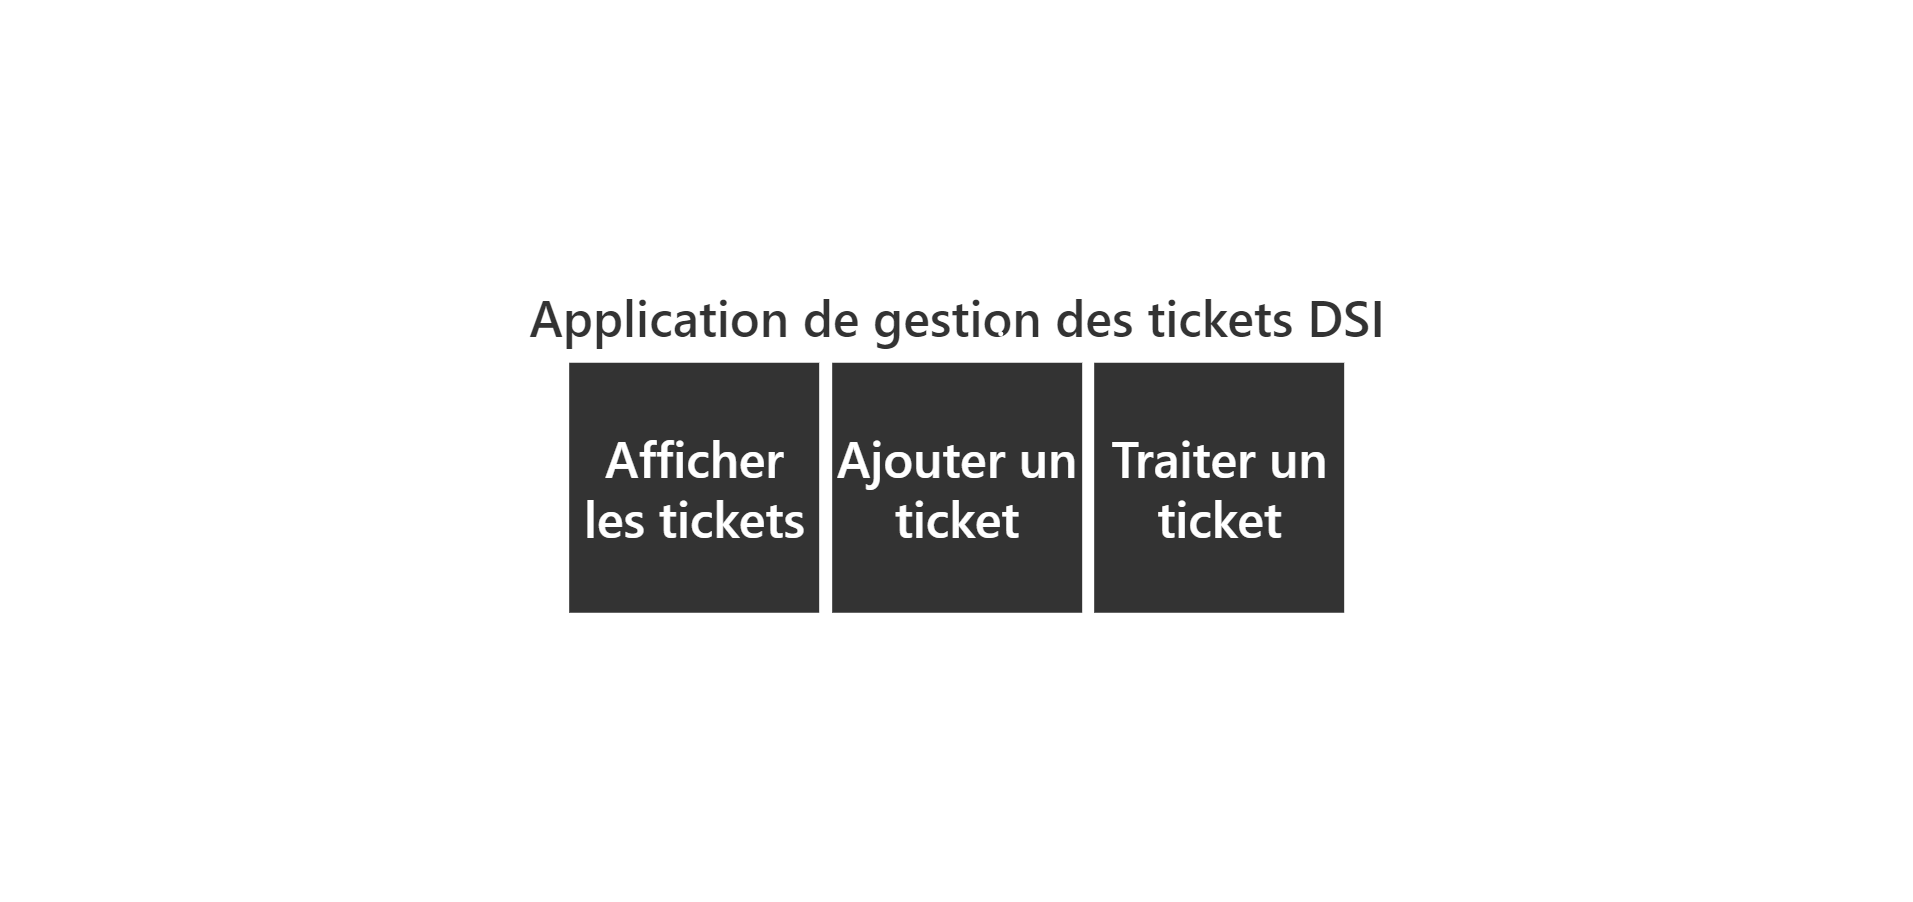 Application de gestion des tickets DSI
Afficher
les tickets
Ajouter un
ticket
Traiter un
ticket